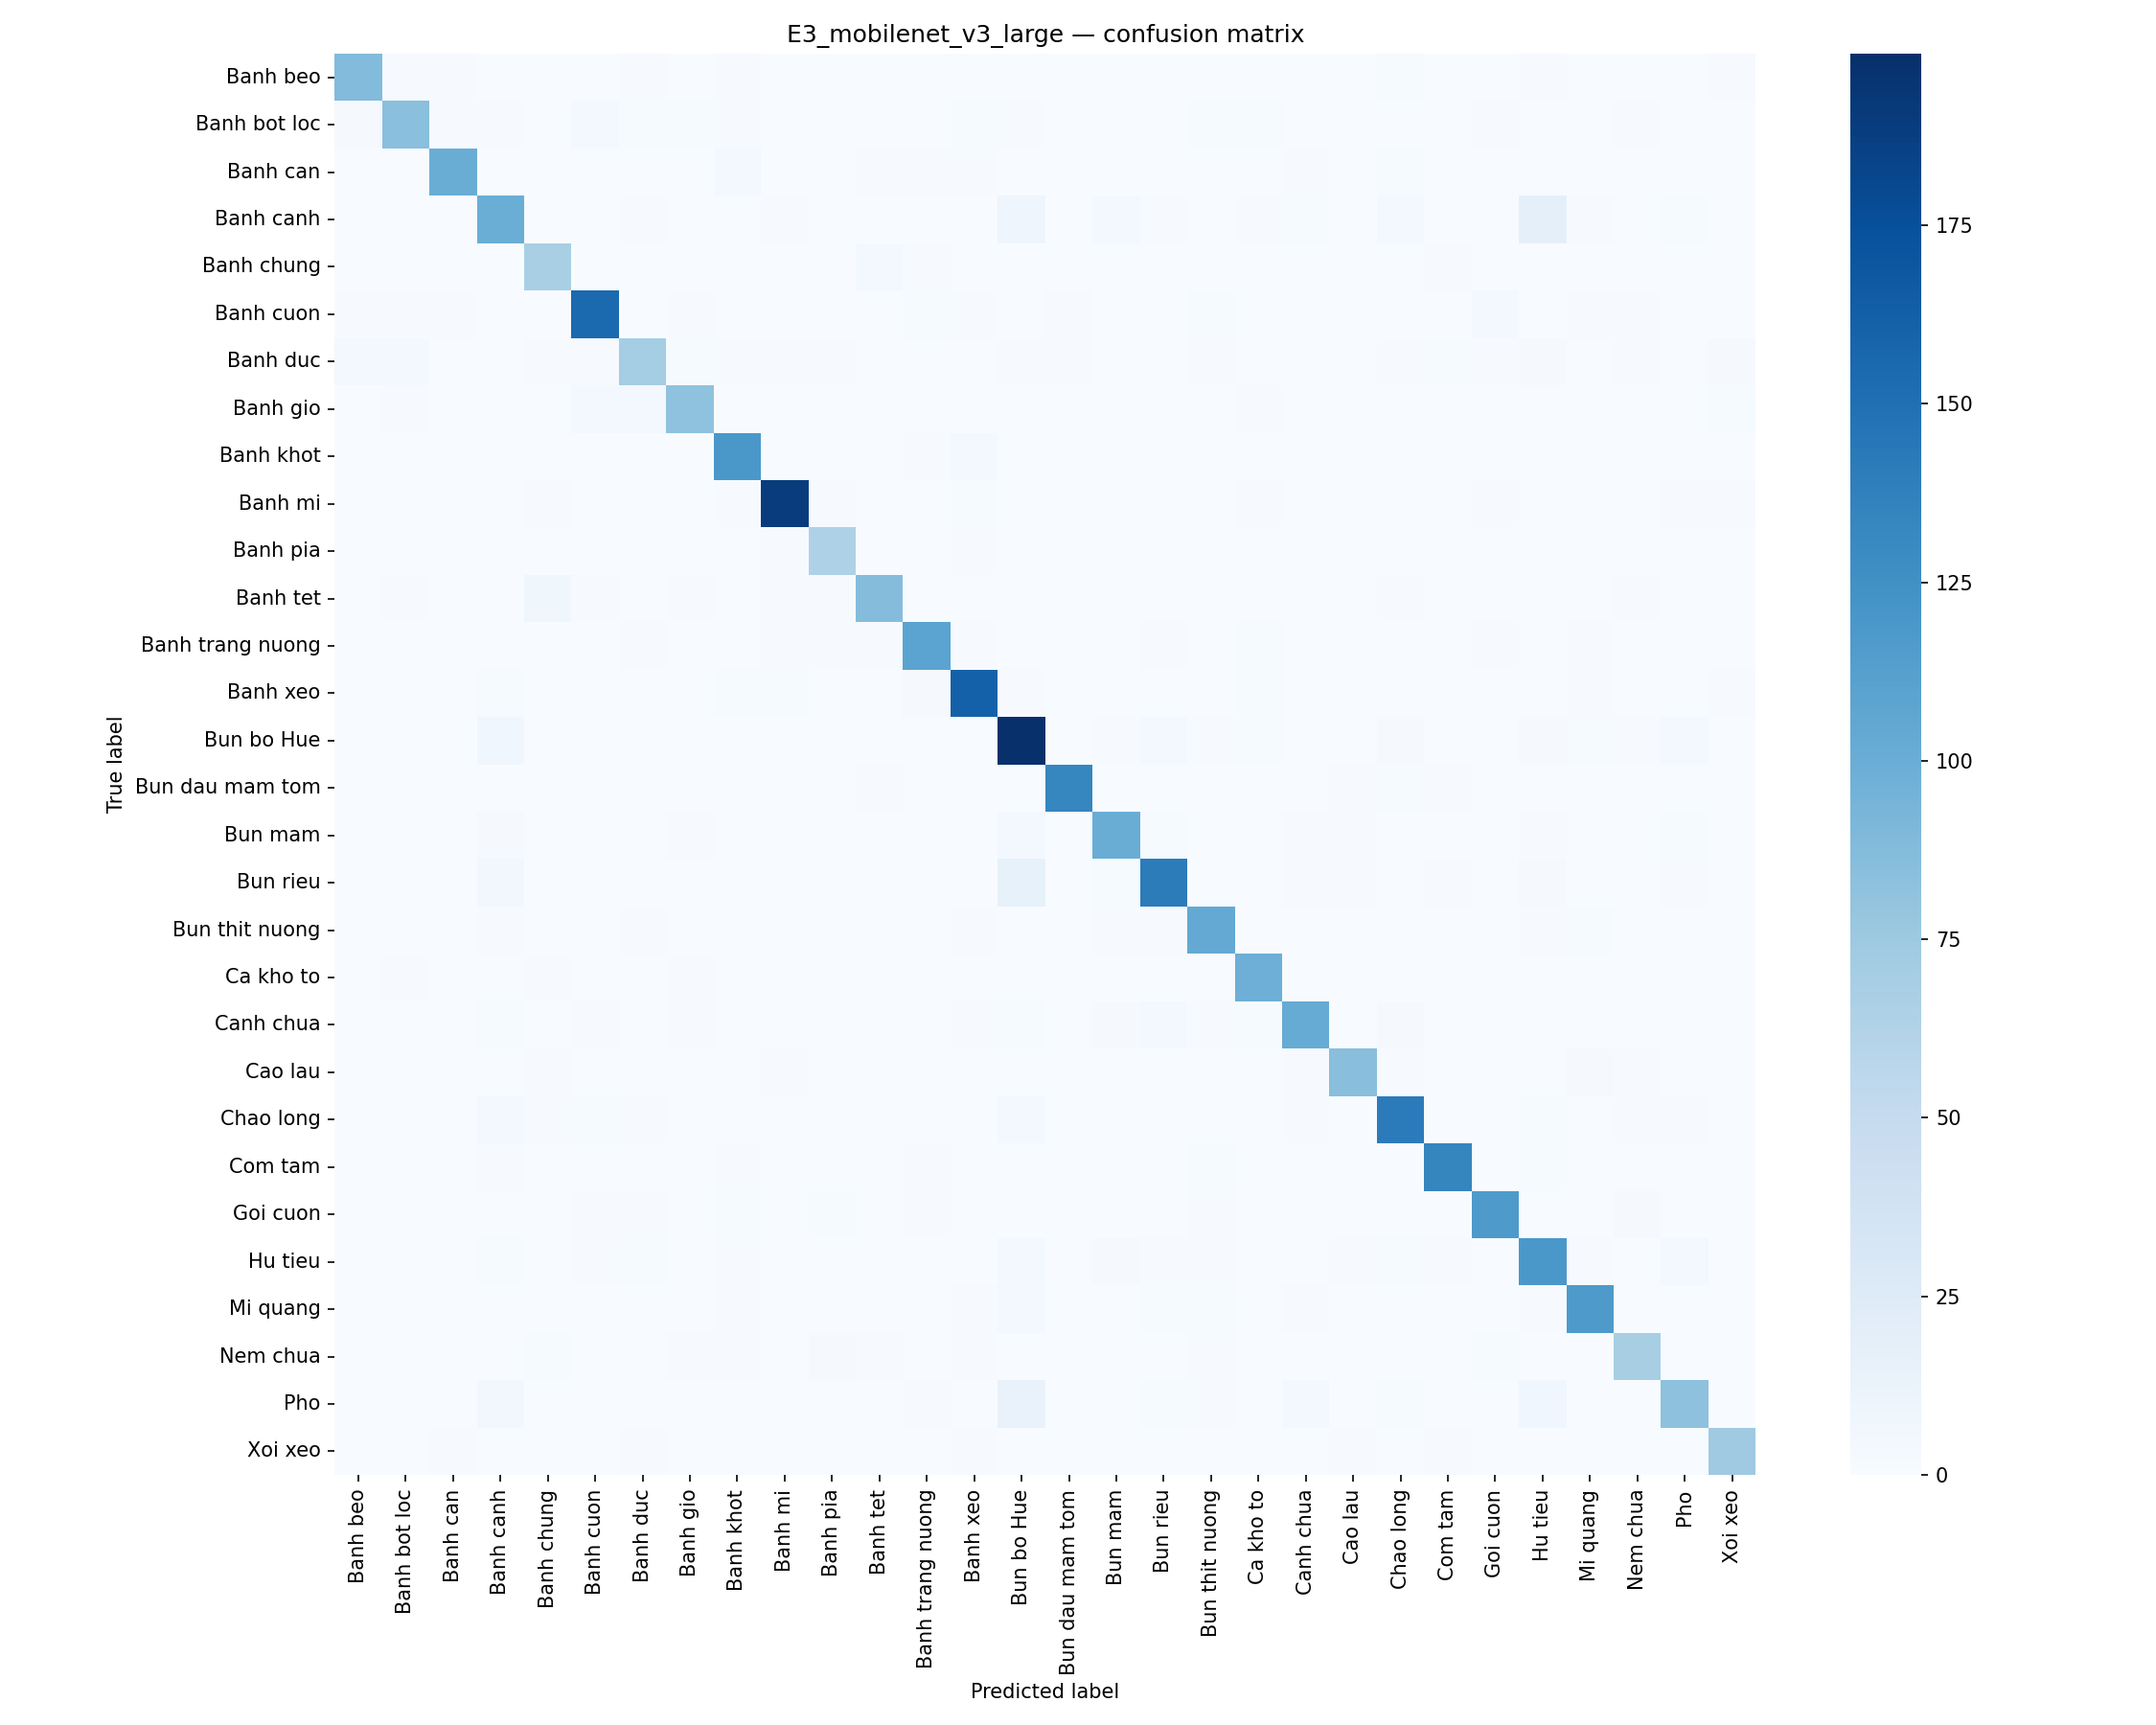 E3_mobilenet_v3_large — confusion matrix
True label
Banh beo
Banh bot loc
Banh can
Banh canh
Banh chung
Banh cuon
Banh duc
Banh gio
Banh khot
Banh mi
Banh pia
Banh tet
Banh trang nuong
Banh xeo
Bun bo Hue
Bun dau mam tom
Bun mam
Bun rieu
Bun thit nuong
Ca kho to
Canh chua
Cao lau
Chao long
Com tam
Goi cuon
Hu tieu
Mi quang
Nem chua
Pho
Xoi xeo
Banh beo
Banh bot loc
Banh can
Banh canh
Banh chung
Banh cuon
Banh duc
Banh gio
Banh khot
Banh mi
Banh pia
Banh tet
Banh trang nuong
Banh xeo
Bun bo Hue
Bun dau mam tom
Bun mam
Bun rieu
Bun thit nuong
Ca kho to
Canh chua
Cao lau
Chao long
Com tam
Goi cuon
Hu tieu
Mi quang
Nem chua
Pho
Xoi xeo
Predicted label
175
150
125
100
75
50
25
0